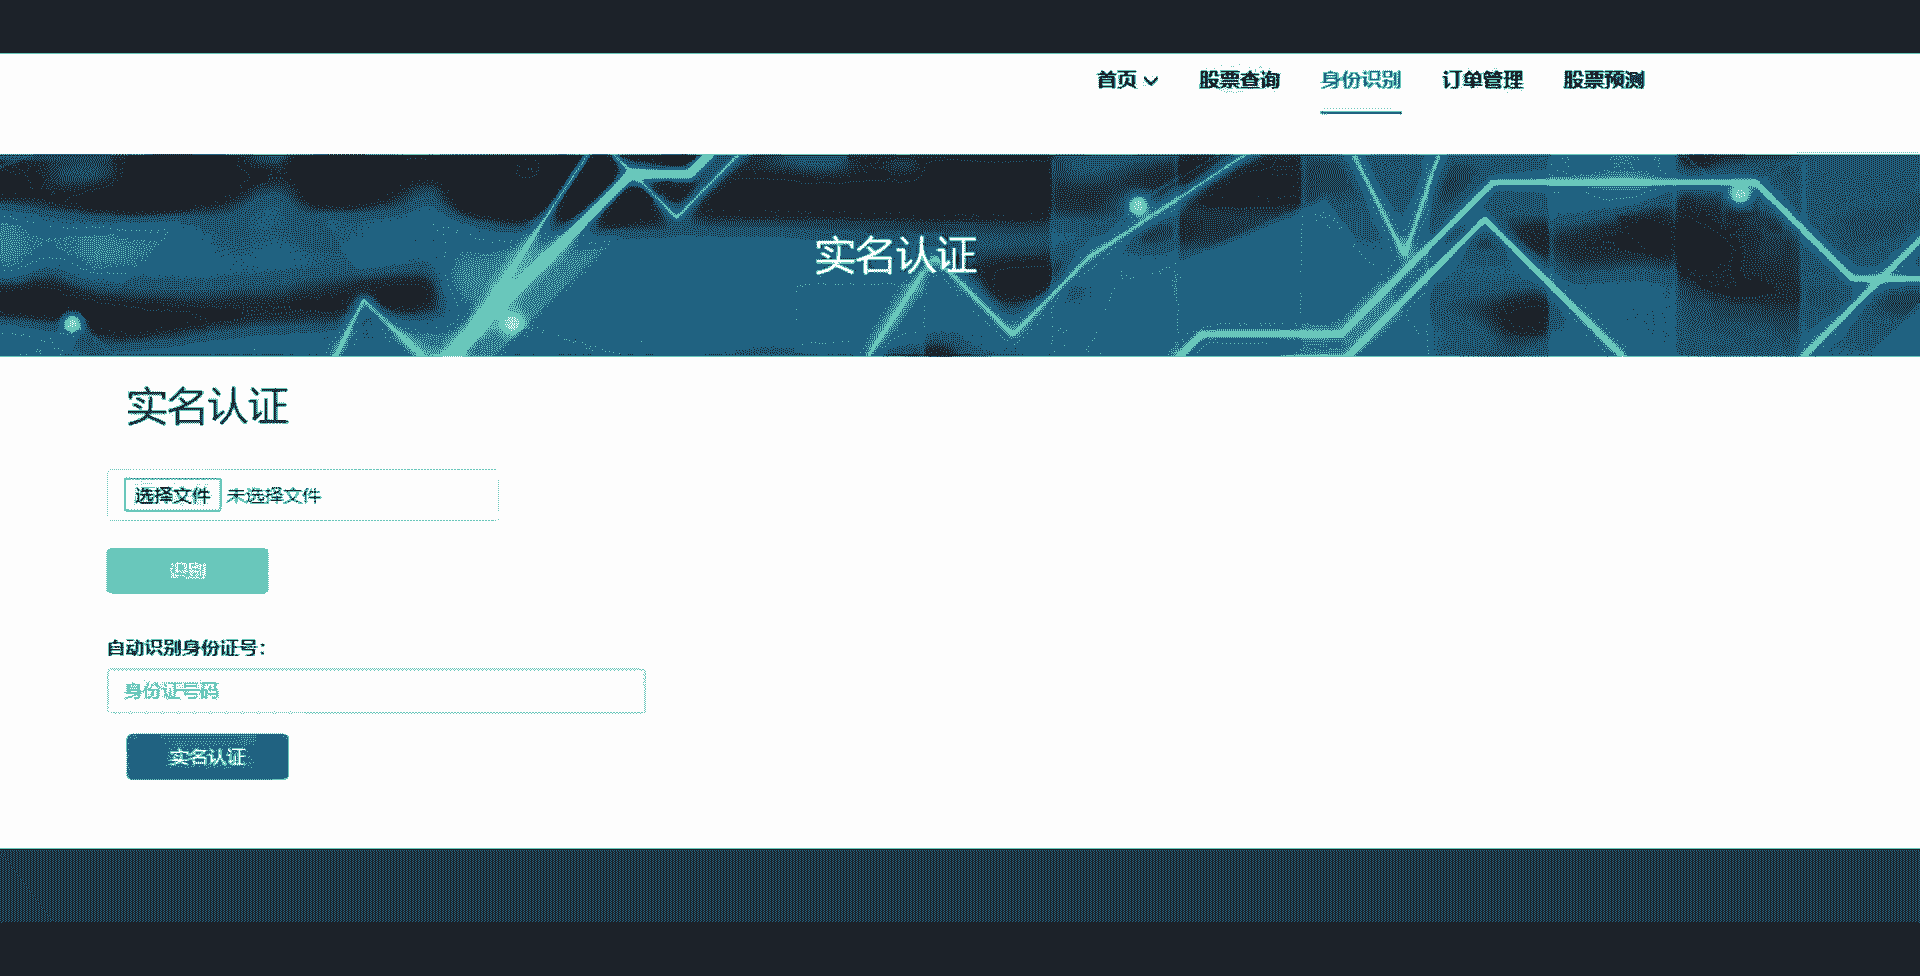 首页 股票查询 身份识别 订单管理 股票预测
实名认证
实名认证
选择文件 未选择文件
识别
自动识别身份证号：
身份证号码
实名认证